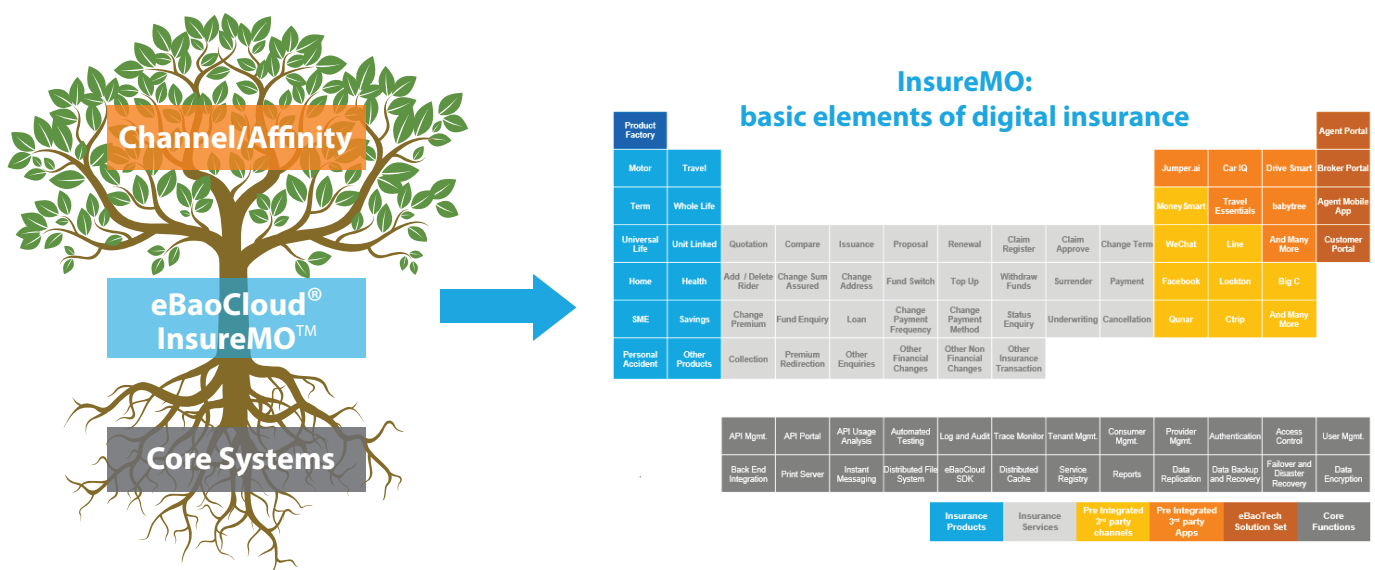 Channel/Affinity
eBaoCloud®
InsureMO™
Core Systems
InsureMO:
basic elements of digital insurance
Product
Factory
Agent Portal
Motor
Travel
Jumper.ai
Car IQ
Drive Smart
Broker Portal
Term
Whole Life
MoneySmart
Travel
Essentials
babytree
Agent Mobile
App
Universal
Life
Unit Linked
Quotation
Compare
Issuance
Proposal
Renewal
Claim
Register
Claim
Approve
Change Term
WeChat
Line
And Many
More
Customer
Portal
Home
Health
Add / Delete
Rider
Change Sum
Assured
Change
Address
Fund Switch
Top Up
Withdraw
Funds
Surrender
Payment
Facebook
Lockton
Big C
SME
Savings
Change
Premium
Fund Enquiry
Loan
Change
Payment
Frequency
Change
Payment
Method
Status
Enquiry
Underwriting
Cancellation
Qunar
Ctrip
And Many
More
Personal
Accident
Other
Products
Collection
Premium
Redirection
Other
Enquiries
Other
Financial
Changes
Other Non
Financial
Changes
Other
Insurance
Transaction
API Mgmt.
API Portal
API Usage
Analysis
Automated
Testing
Log and Audit
Trace Monitor
Tenant Mgmt.
Consumer
Mgmt.
Provider
Mgmt.
Authentication
Access
Control
User Mgmt.
Back End
Integration
Print Server
Instant
Messaging
Distributed File
System
eBaoCloud
SDK
Distributed
Cache
Service
Registry
Reports
Data
Replication
Data Backup
and Recovery
Failover and
Disaster
Recovery
Data
Encryption
Insurance
Products
Insurance
Services
Pre Integrated
3rd party
channels
Pre Integrated
3rd party
Apps
eBaoTech
Solution Set
Core
Functions